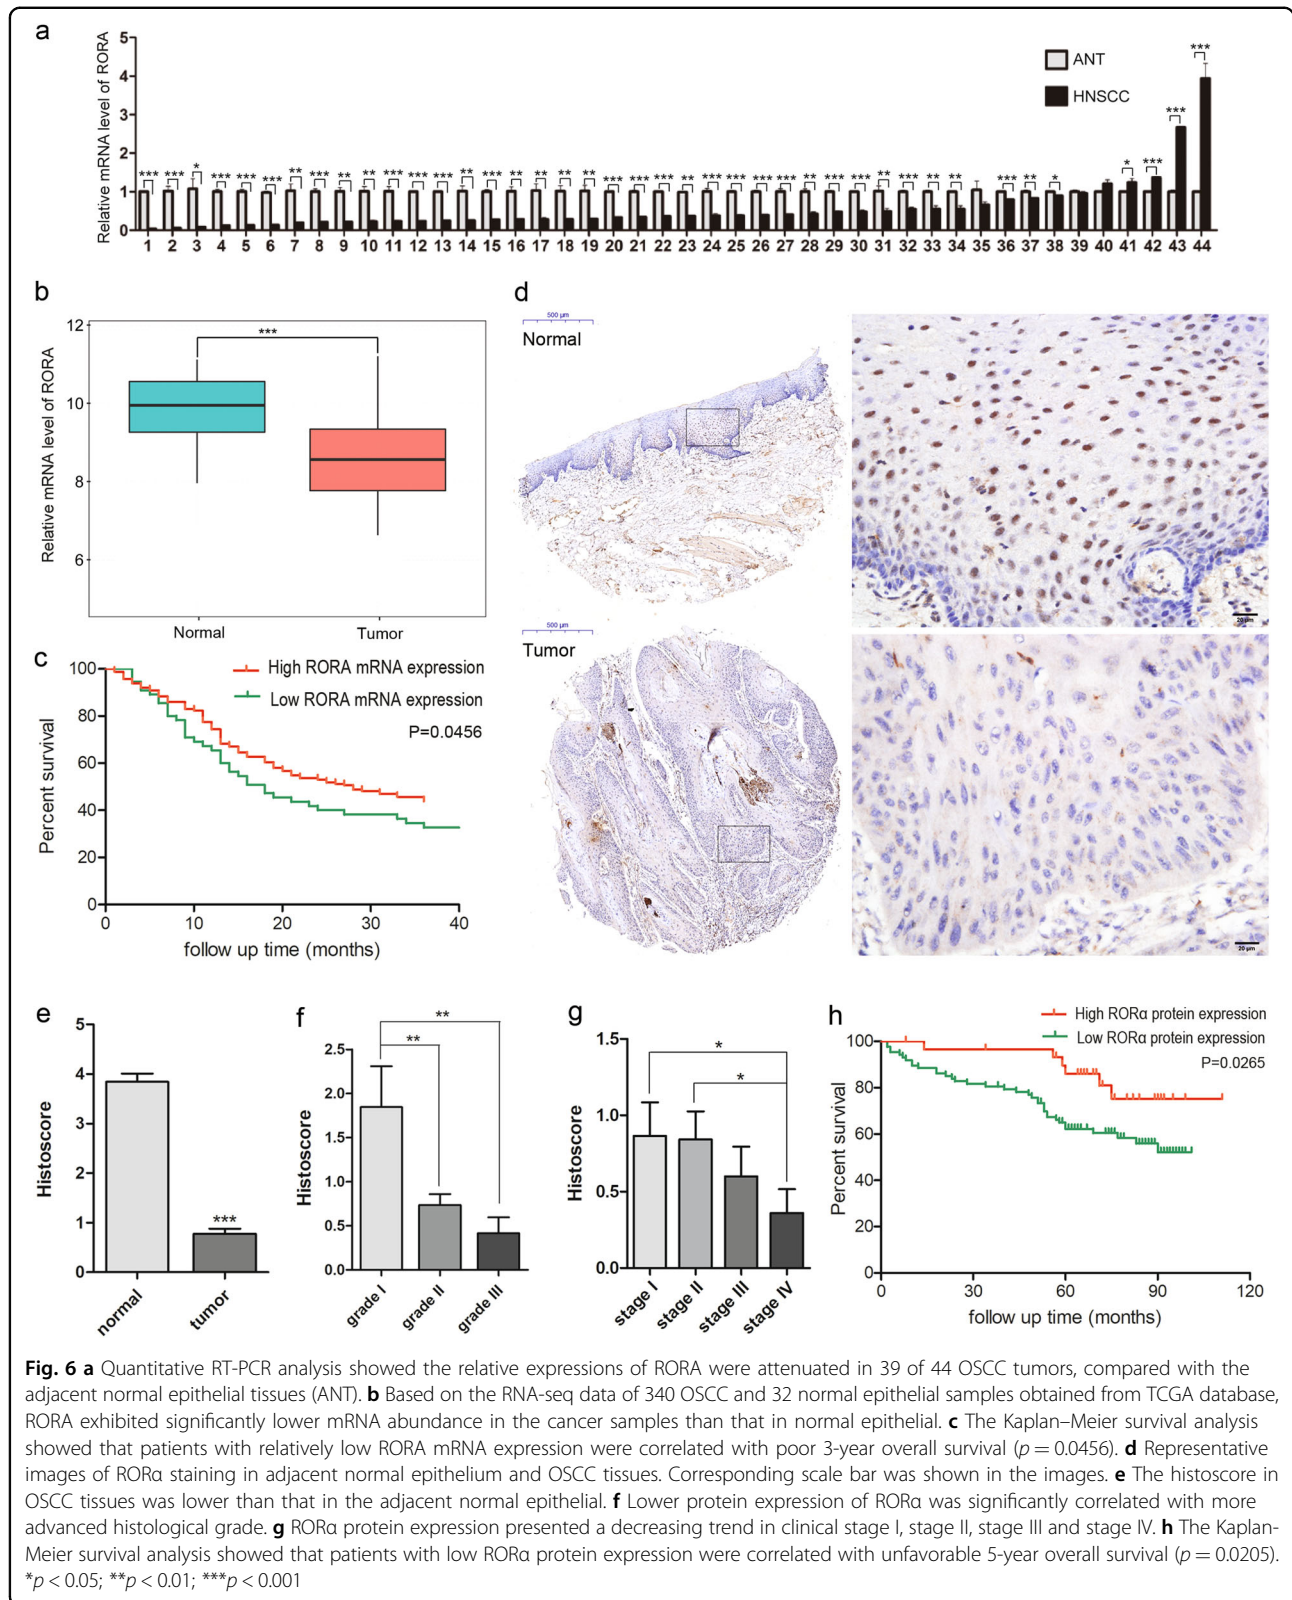 a
Relative mRNA level of RORA
5
4
3
2
1
0
ANT
HNSCC
*** *** * *** *** *** ** *** ** ** *** *** *** ** *** ** ** ** ** *** *** *** ** *** *** *** *** ** *** *** ** *** ** ** *** ** * * *** *** ***
1 2 3 4 5 6 7 8 9 10 11 12 13 14 15 16 17 18 19 20 21 22 23 24 25 26 27 28 29 30 31 32 33 34 35 36 37 38 39 40 41 42 43 44
b
Relative mRNA level of RORA
12
10
8
6
***
Normal Tumor
c
Percent survival
100
80
60
40
20
0
High RORA mRNA expression
Low RORA mRNA expression
P=0.0456
0 10 20 30 40
follow up time (months)
d
500 µm
Normal
20 µm
500 µm
Tumor
20 µm
e
Histoscore
5
4
3
2
1
0
***
normal
tumor
f
Histoscore
2.5
2.0
1.5
1.0
0.5
0.0
**
**
grade I
grade II
grade III
g
Histoscore
1.5
1.0
0.5
0.0
*
*
stage I
stage II
stage III
stage IV
h
Percent survival
100
80
60
40
20
0
High RORα protein expression
Low RORα protein expression
P=0.0265
0 30 60 90 120
follow up time (months)
Fig. 6 a Quantitative RT-PCR analysis showed the relative expressions of RORA were attenuated in 39 of 44 OSCC tumors, compared with the
adjacent normal epithelial tissues (ANT). b Based on the RNA-seq data of 340 OSCC and 32 normal epithelial samples obtained from TCGA database,
RORA exhibited significantly lower mRNA abundance in the cancer samples than that in normal epithelial. c The Kaplan–Meier survival analysis
showed that patients with relatively low RORA mRNA expression were correlated with poor 3-year overall survival (p = 0.0456). d Representative
images of RORα staining in adjacent normal epithelium and OSCC tissues. Corresponding scale bar was shown in the images. e The histoscore in
OSCC tissues was lower than that in the adjacent normal epithelial. f Lower protein expression of RORα was significantly correlated with more
advanced histological grade. g RORα protein expression presented a decreasing trend in clinical stage I, stage II, stage III and stage IV. h The Kaplan-
Meier survival analysis showed that patients with low RORα protein expression were correlated with unfavorable 5-year overall survival (p = 0.0205).
*p < 0.05; **p < 0.01; ***p < 0.001